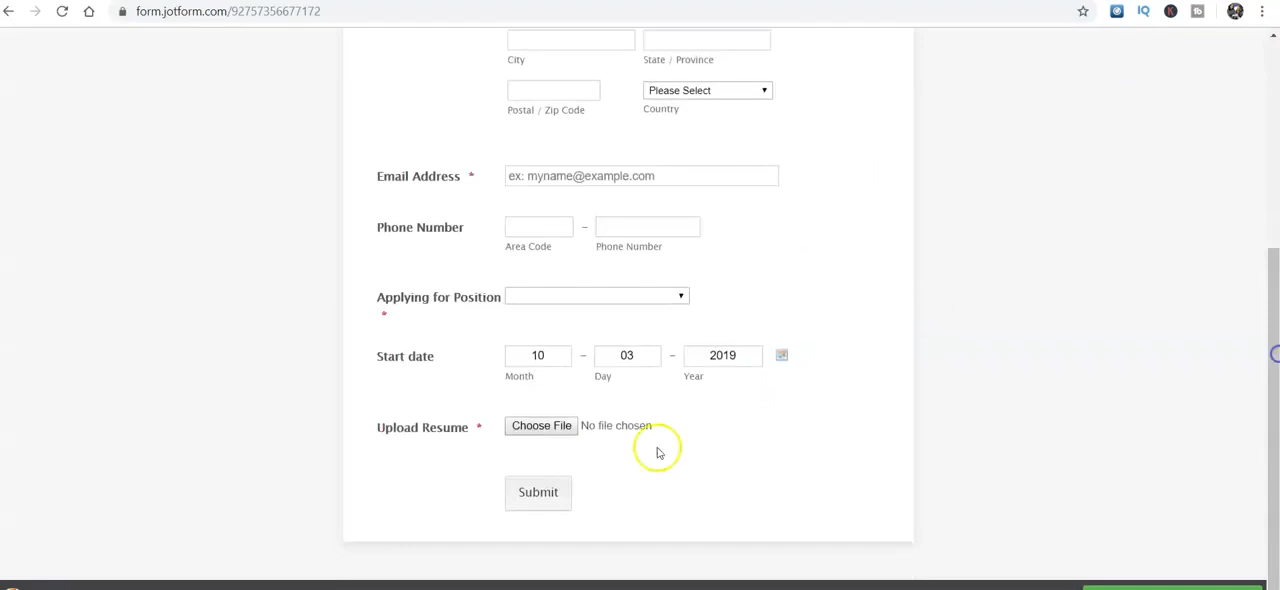 form.jotform.com/92757356677172
IQ
K
tb
City State / Province
Please Select
Postal / Zip Code Country
Email Address * ex: myname@example.com
Phone Number –
Area Code Phone Number
Applying for Position
*
Start date 10 – 03 – 2019
Month Day Year
Upload Resume * Choose File No file chosen
Submit